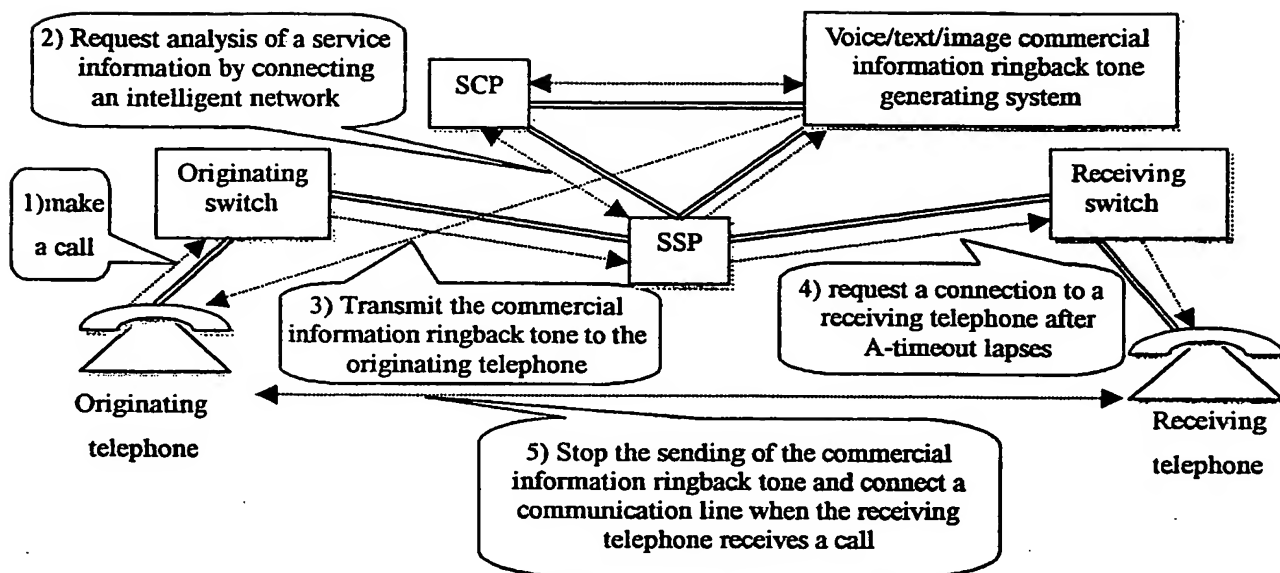 2) Request analysis of a service
information by connecting
an intelligent network
SCP
Voice/text/image commercial
information ringback tone
generating system
1)make
a call
Originating
switch
SSP
Receiving
switch
3) Transmit the commercial
information ringback tone to the
originating telephone
4) request a connection to a
receiving telephone after
A-timeout lapses
Originating
telephone
Receiving
telephone
5) Stop the sending of the commercial
information ringback tone and connect a
communication line when the receiving
telephone receives a call